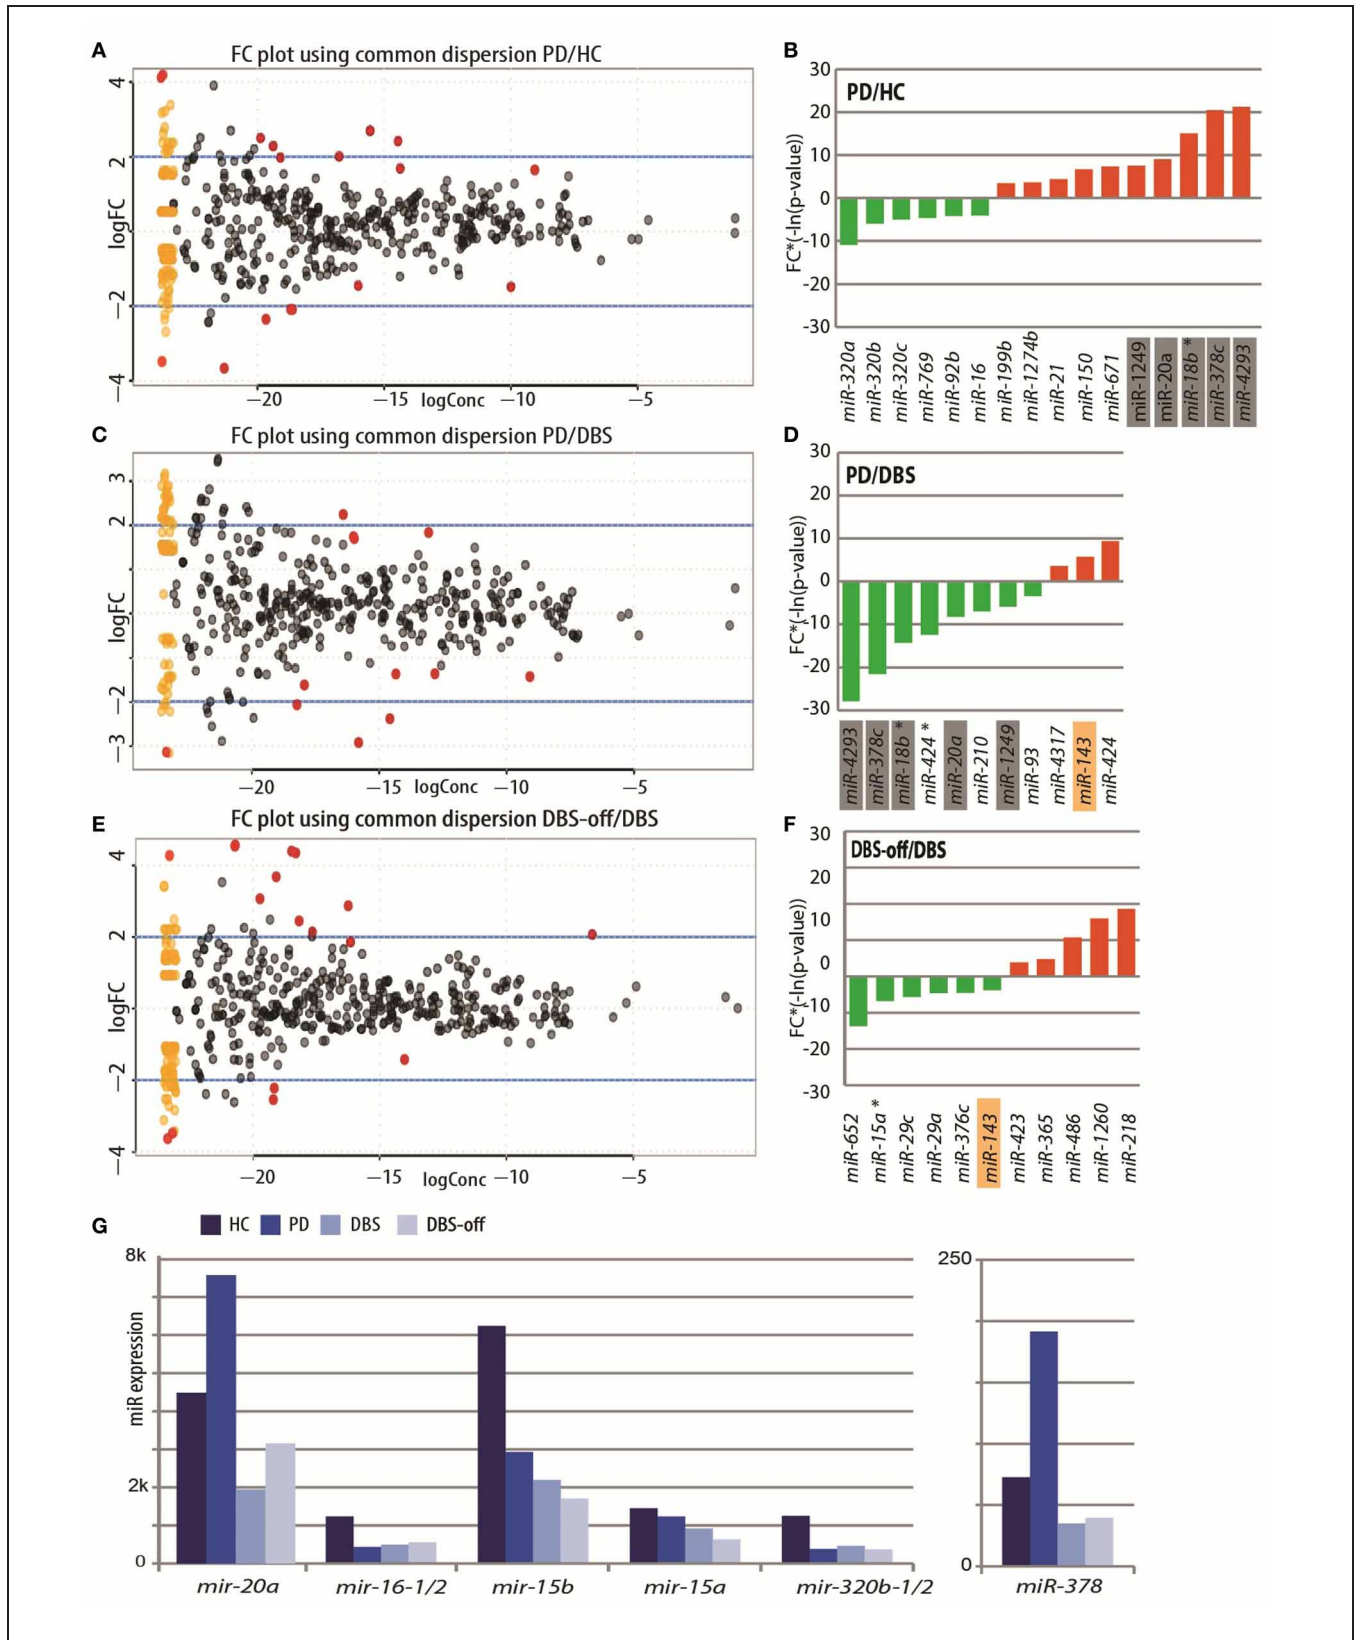 A
FC plot using common dispersion PD/HC
4
2
logFC
−2
−4
−20
−15
logConc
−10
−5
B
PD/HC
FC*(-ln(p-value))
30
20
10
0
-10
-20
-30
miR-320a
miR-320b
miR-320c
miR-769
miR-92b
miR-16
miR-199b
miR-1274b
miR-21
miR-150
miR-671
miR-1249
miR-20a
miR-18b*
miR-378c
miR-4293
C
FC plot using common dispersion PD/DBS
3
2
logFC
−2
−3
−20
−15
logConc
−10
−5
D
PD/DBS
FC*(-ln(p-value))
30
20
10
0
-10
-20
-30
miR-4293
miR-378c
miR-18b*
miR-424*
miR-20a
miR-210
miR-1249
miR-93
miR-4317
miR-143
miR-424
E
FC plot using common dispersion DBS-off/DBS
4
2
logFC
−2
−4
−20
−15
logConc
−10
−5
F
DBS-off/DBS
FC*(-ln(p-value))
30
20
10
0
-10
-20
-30
miR-652
miR-15a*
miR-29c
miR-29a
miR-376c
miR-143
miR-423
miR-365
miR-486
miR-1260
miR-218
G
HC PD DBS DBS-off
8k
miR expression
2k
0
mir-20a
mir-16-1/2
mir-15b
mir-15a
mir-320b-1/2
250
0
miR-378